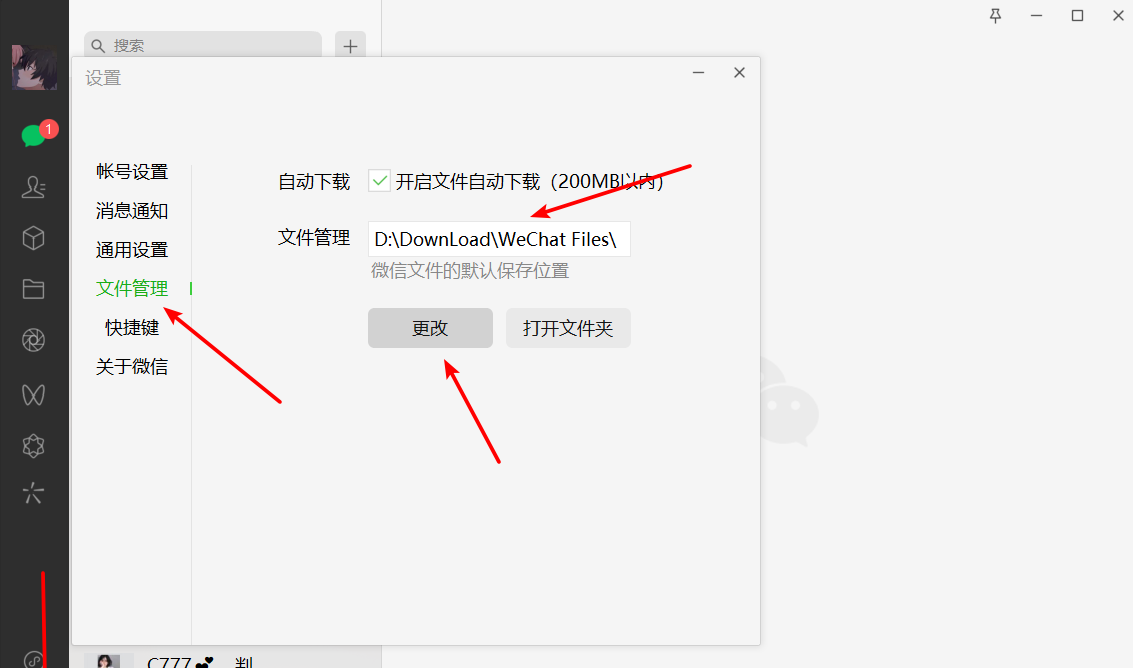 搜索
设置
1
帐号设置
消息通知
通用设置
文件管理
快捷键
关于微信
自动下载
开启文件自动下载（200MB以内）
文件管理
D:\DownLoad\WeChat Files\
微信文件的默认保存位置
更改
打开文件夹
C777